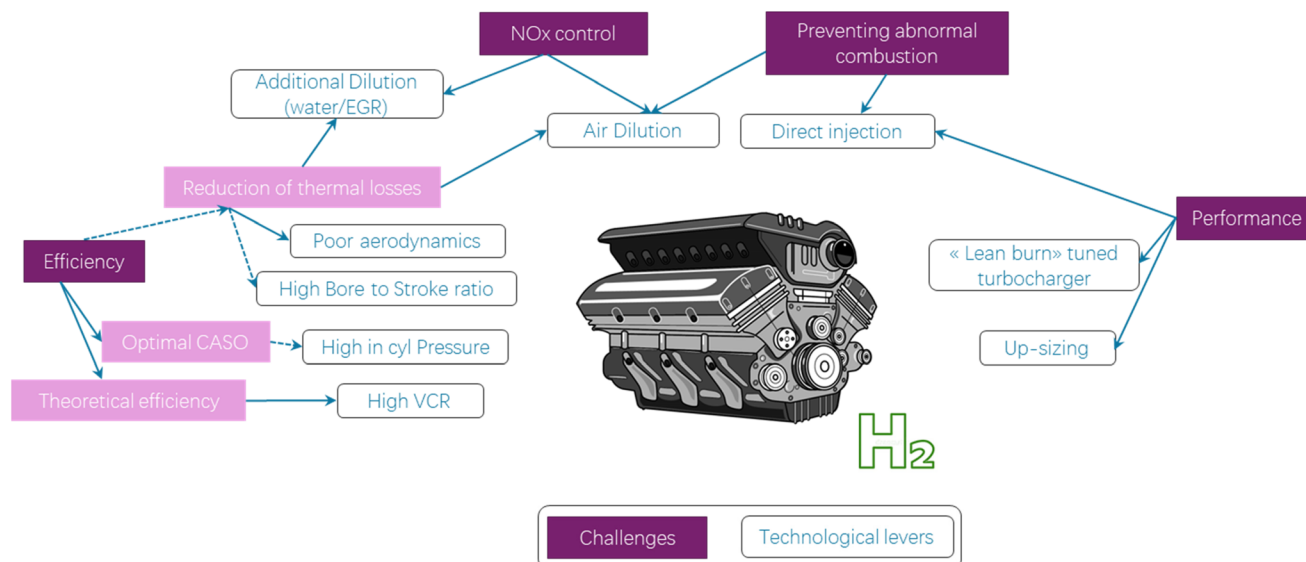 NOx control
Preventing abnormal
combustion
Additional Dilution
(water/EGR)
Air Dilution
Direct injection
Reduction of thermal losses
Performance
Poor aerodynamics
Efficiency
« Lean burn» tuned
turbocharger
High Bore to Stroke ratio
Optimal CASO
High in cyl Pressure
Up-sizing
Theoretical efficiency
High VCR
H2
Challenges
Technological levers